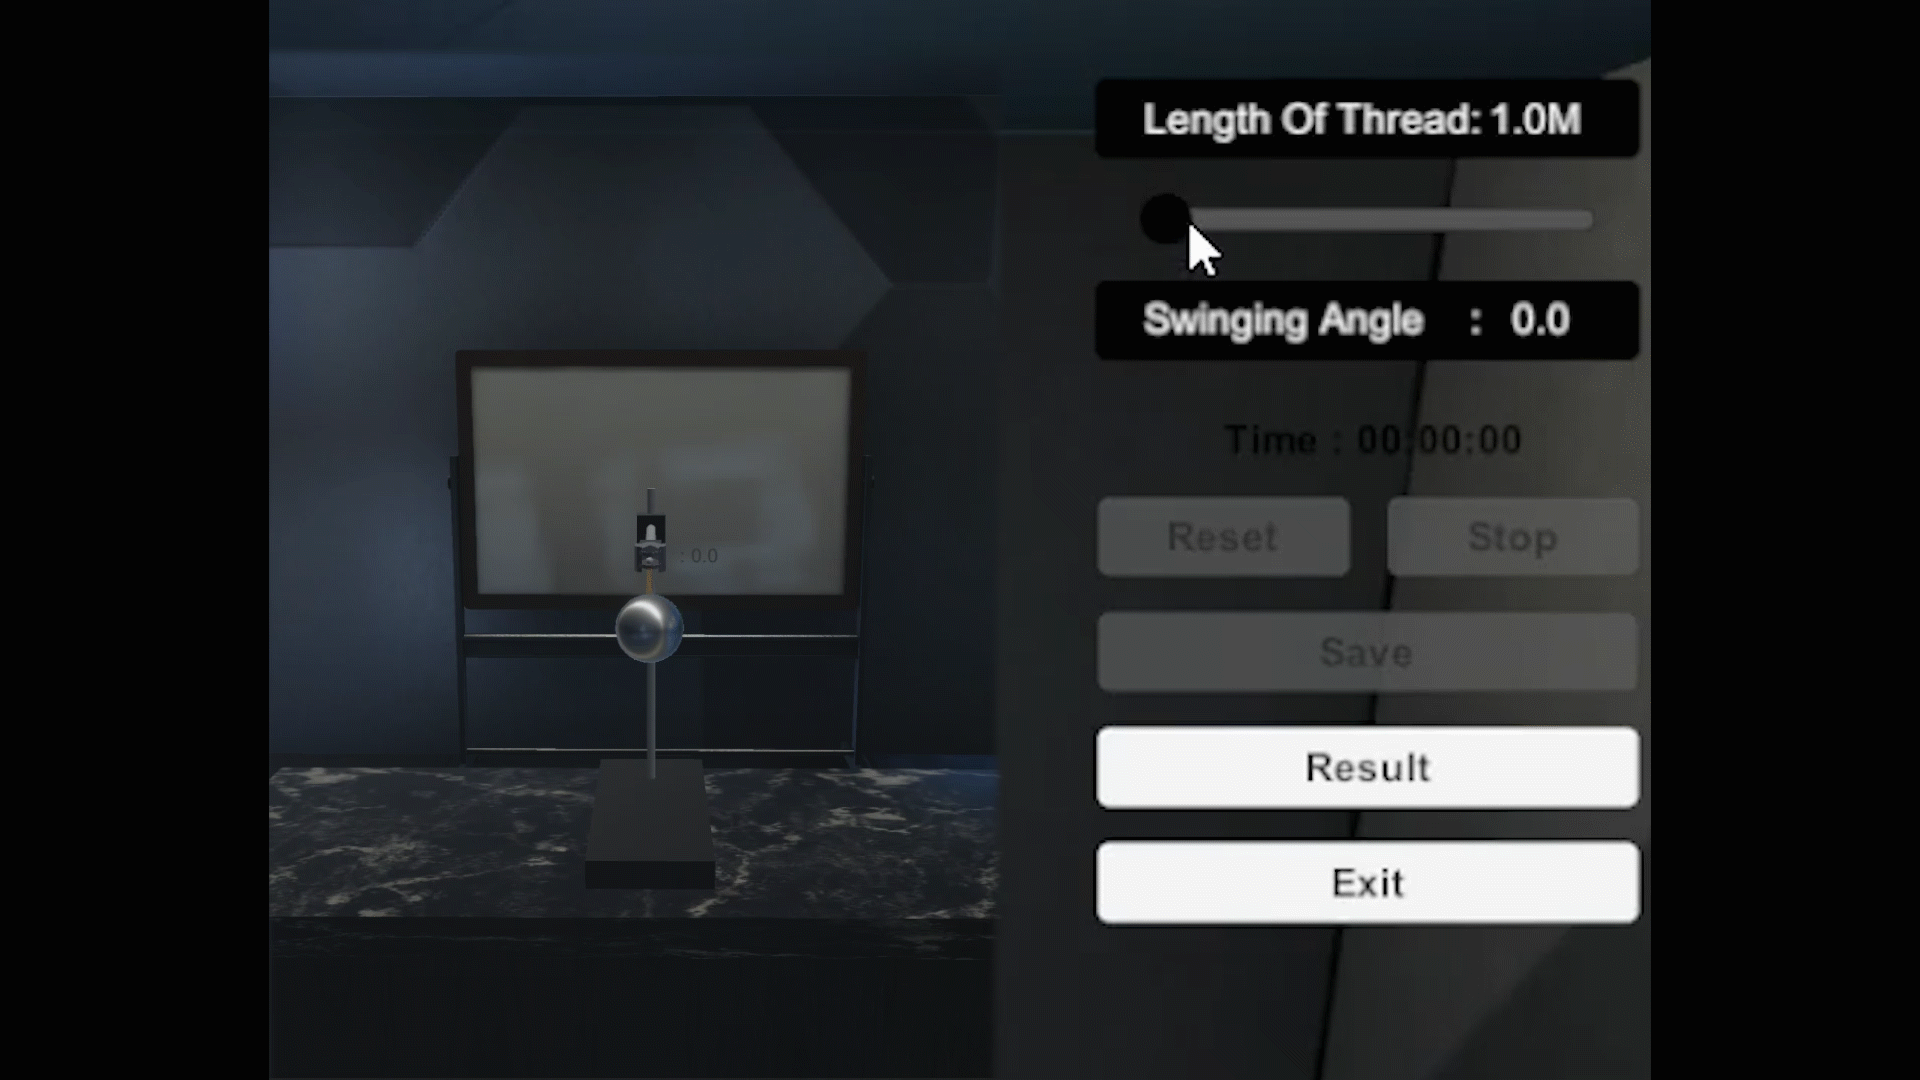 Length Of Thread: 1.0M
Swinging Angle : 0.0
Time : 00:00:00
: 0.0
Reset Stop
Save
Result
Exit